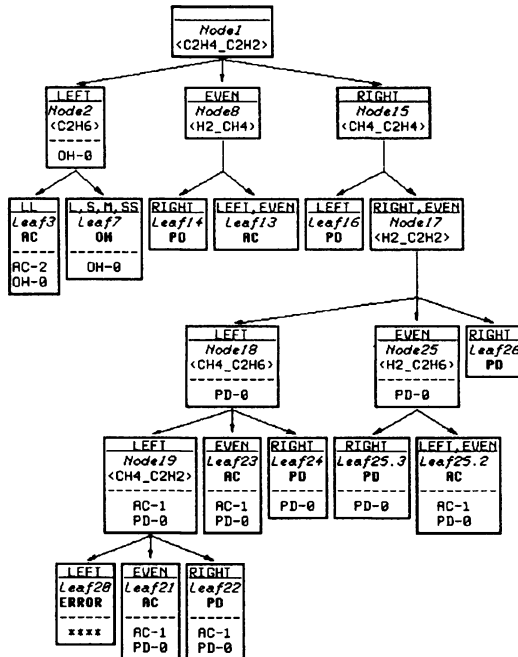 Node1
<C2H4_C2H2>
LEFT
Node2
<C2H6>
OH-0
EVEN
Node8
<H2_CH4>
RIGHT
Node15
<CH4_C2H4>
LL
Leaf3
AC
AC-2
OH-0
L,S,M,SS
Leaf7
OH
OH-0
RIGHT
Leaf14
PD
LEFT,EVEN
Leaf13
AC
LEFT
Leaf16
PD
RIGHT,EVEN
Node17
<H2_C2H2>
LEFT
Node18
<CH4_C2H6>
PD-0
EVEN
Node25
<H2_C2H6>
PD-0
RIGHT
Leaf26
PD
LEFT
Node19
<CH4_C2H2>
AC-1
PD-0
EVEN
Leaf23
AC
AC-1
PD-0
RIGHT
Leaf24
PD
PD-0
RIGHT
Leaf25.3
PD
PD-0
LEFT,EVEN
Leaf25.2
AC
AC-1
PD-0
LEFT
Leaf20
ERROR
****
EVEN
Leaf21
AC
AC-1
PD-0
RIGHT
Leaf22
PD
AC-1
PD-0